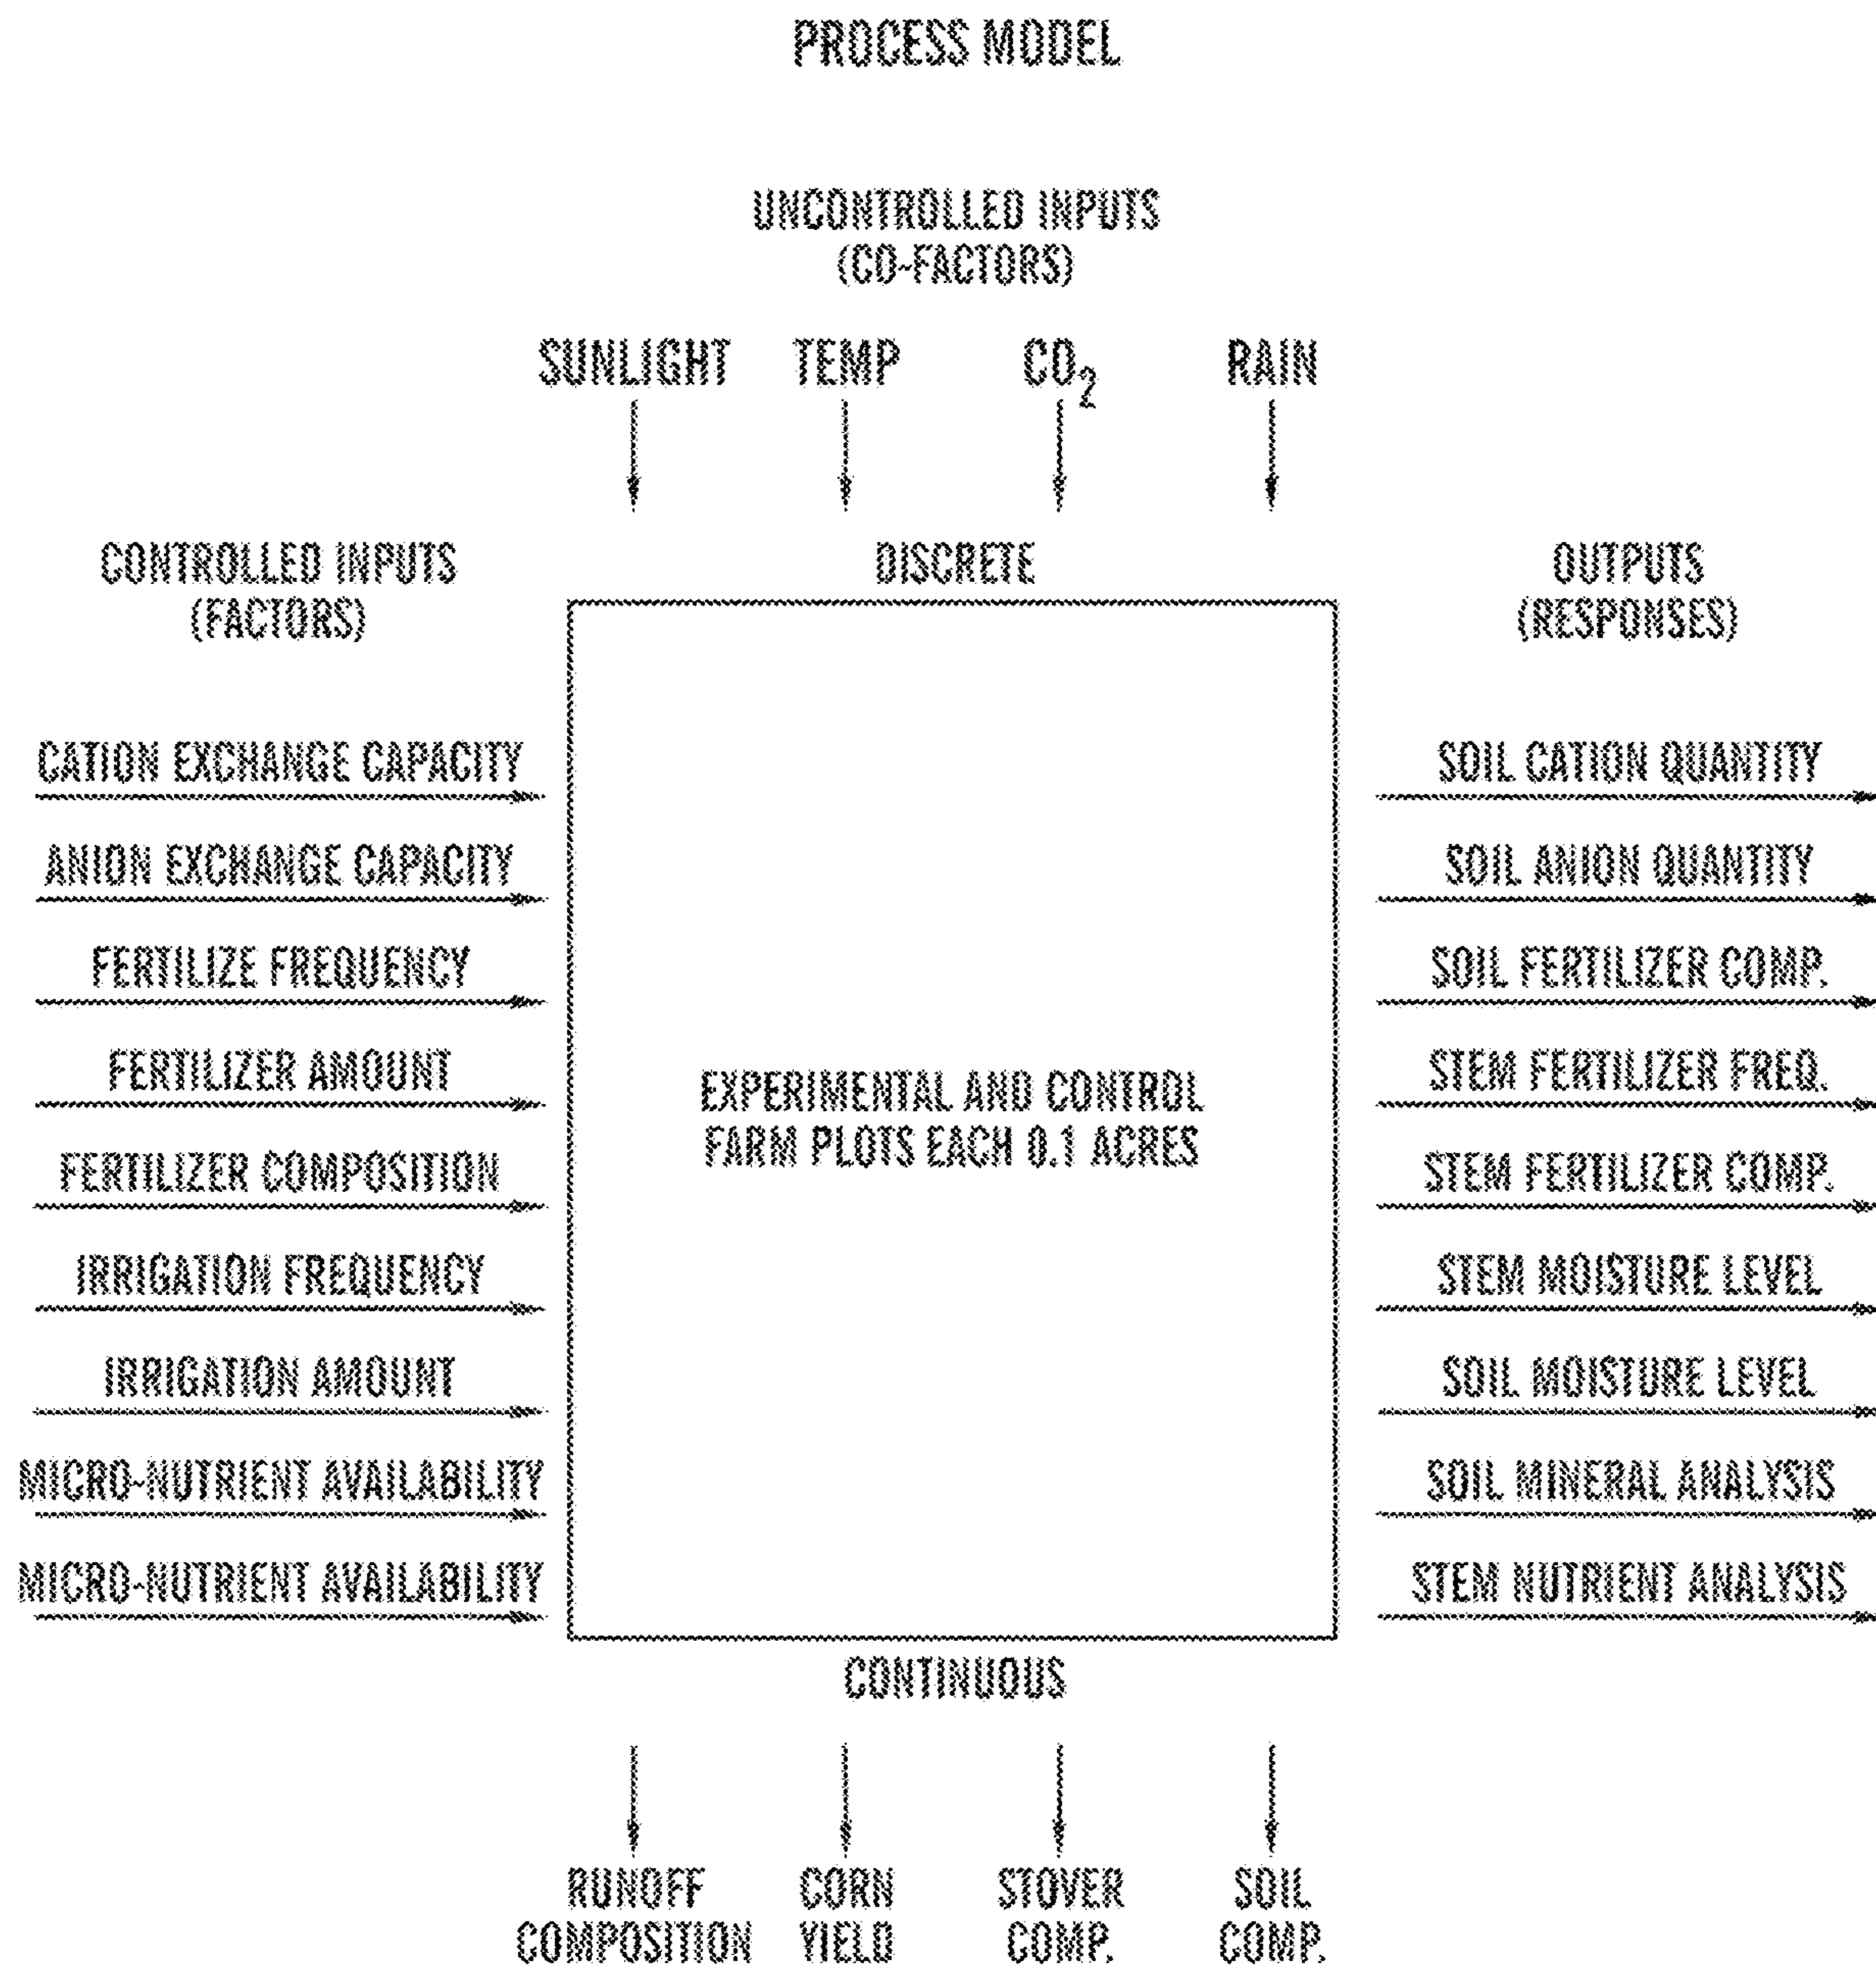 PROCESS MODEL
UNCONTROLLED INPUTS
(CO-FACTORS)
SUNLIGHT TEMP CO₂ RAIN
CONTROLLED INPUTS
(FACTORS)
DISCRETE
OUTPUTS
(RESPONSES)
CATION EXCHANGE CAPACITY
ANION EXCHANGE CAPACITY
FERTILIZE FREQUENCY
FERTILIZER AMOUNT
FERTILIZER COMPOSITION
IRRIGATION FREQUENCY
IRRIGATION AMOUNT
MICRO-NUTRIENT AVAILABILITY
MICRO-NUTRIENT AVAILABILITY
EXPERIMENTAL AND CONTROL
FARM PLOTS EACH 0.1 ACRES
SOIL CATION QUANTITY
SOIL ANION QUANTITY
SOIL FERTILIZER COMP.
STEM FERTILIZER FREQ.
STEM FERTILIZER COMP.
STEM MOISTURE LEVEL
SOIL MOISTURE LEVEL
SOIL MINERAL ANALYSIS
STEM NUTRIENT ANALYSIS
CONTINUOUS
RUNOFF
COMPOSITION
CORN
YIELD
STOVER
COMP.
SOIL
COMP.